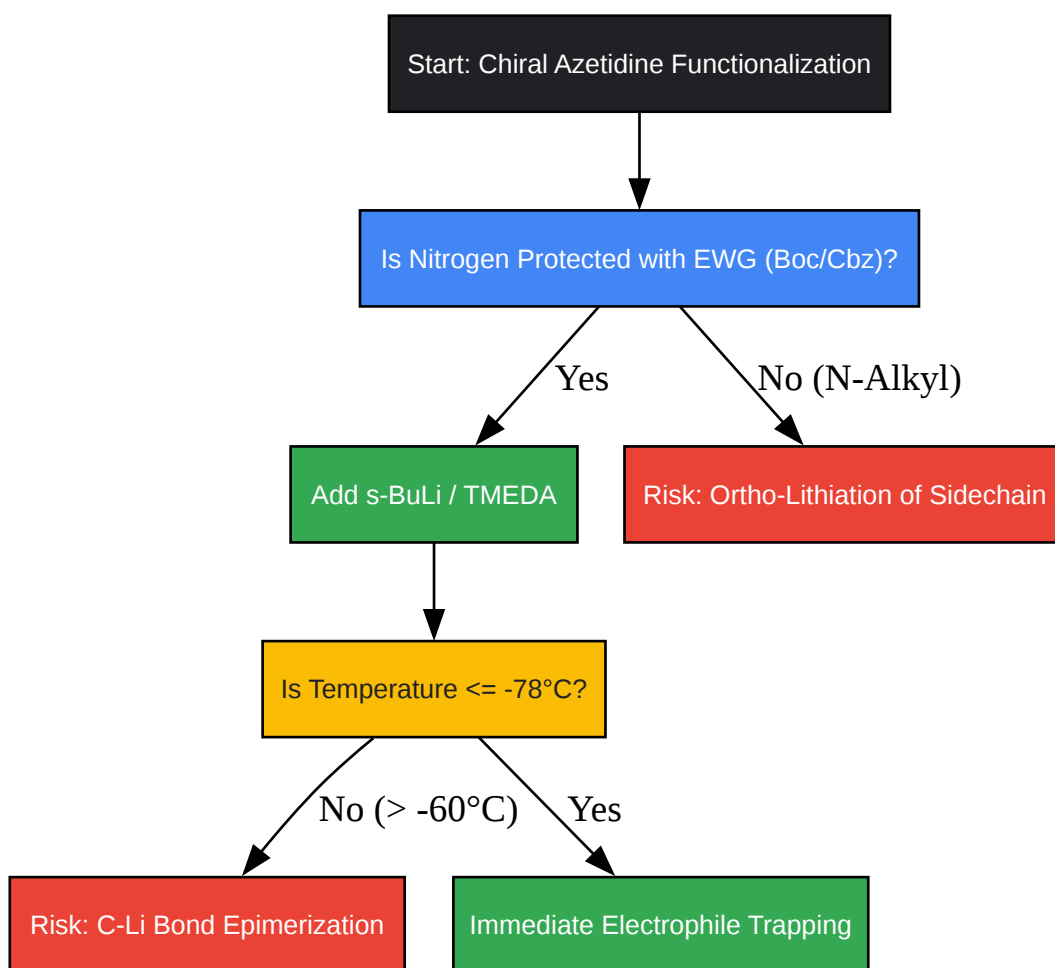 Start: Chiral Azetidine Functionalization
Is Nitrogen Protected with EWG (Boc/Cbz)?
Yes
No (N-Alkyl)
Add s-BuLi / TMEDA
Risk: Ortho-Lithiation of Sidechain
Is Temperature <= -78°C?
No (> -60°C)
Yes
Risk: C-Li Bond Epimerization
Immediate Electrophile Trapping